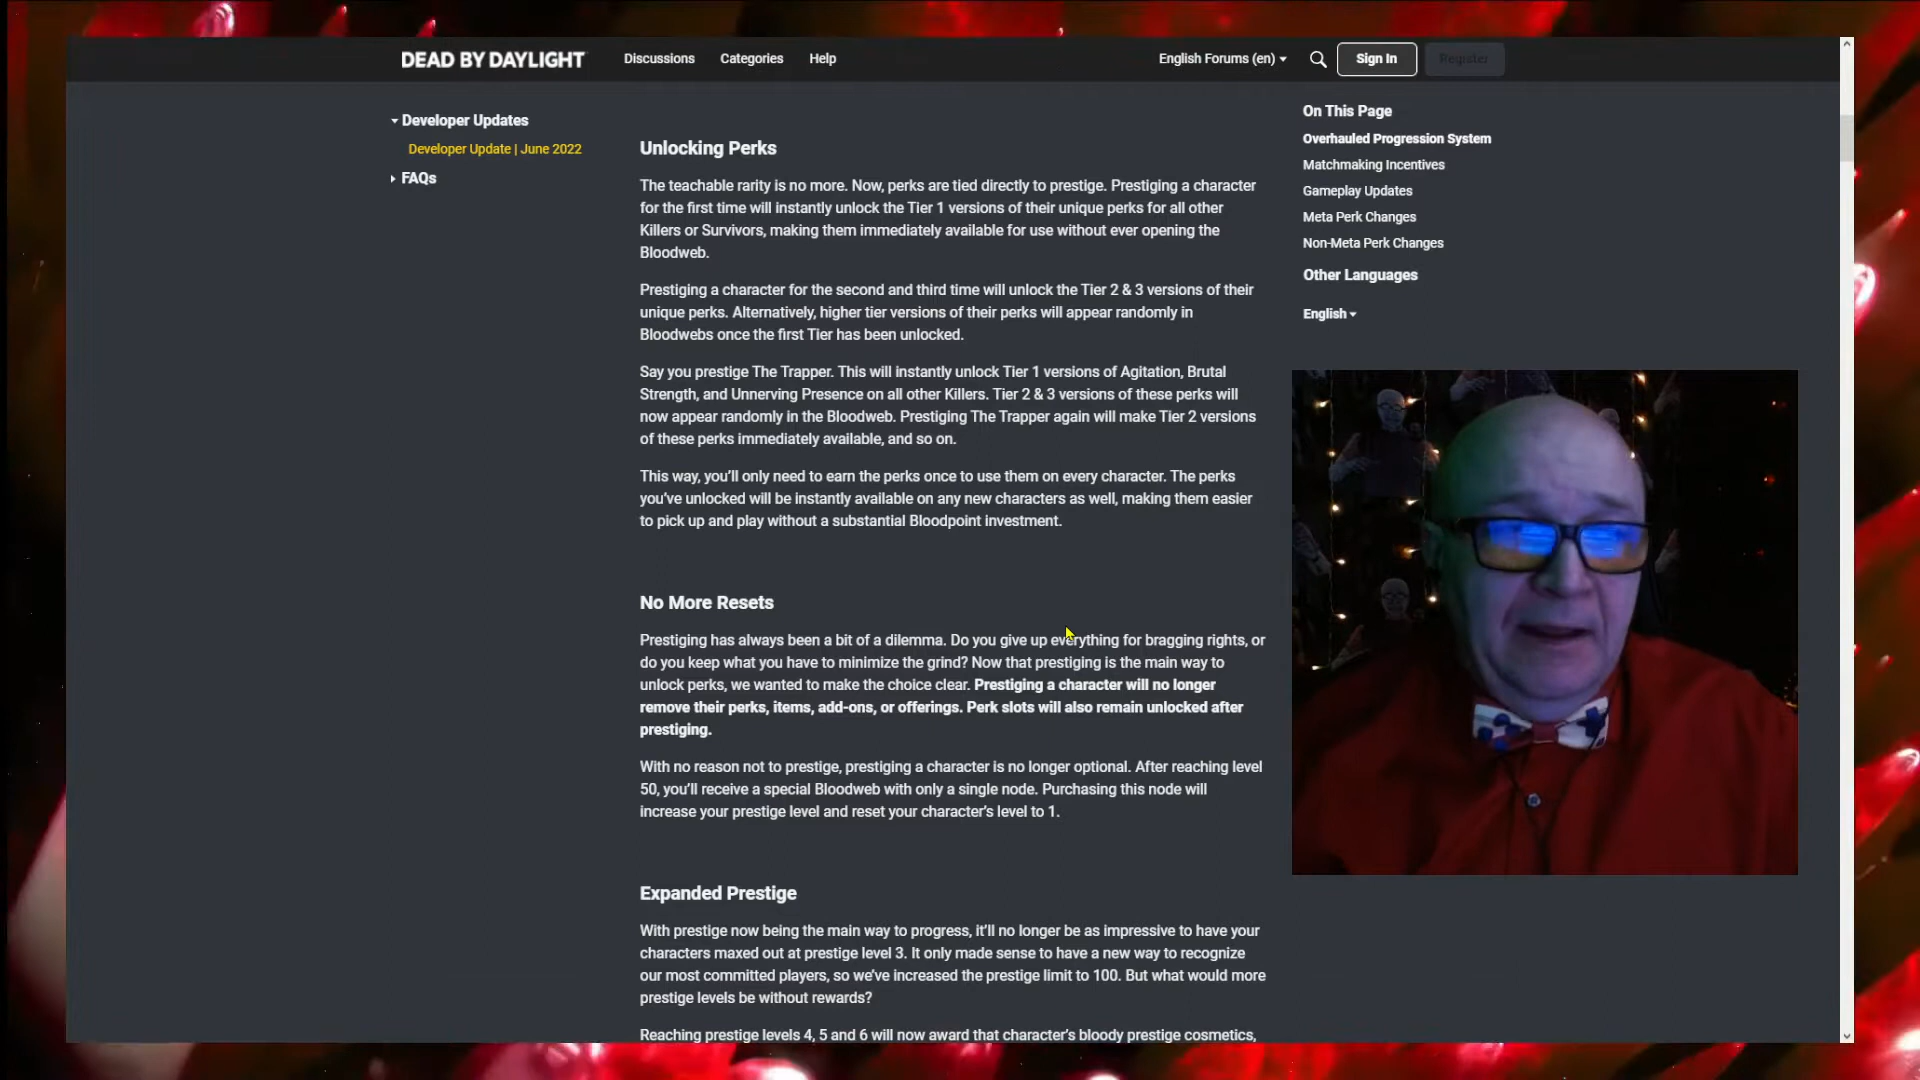 DEAD BY DAYLIGHT
Discussions
Categories
Help
English Forums (en)
Sign In
Register
Developer Updates
Developer Update | June 2022
FAQs
Unlocking Perks
The teachable rarity is no more. Now, perks are tied directly to prestige. Prestiging a character
for the first time will instantly unlock the Tier 1 versions of their unique perks for all other
Killers or Survivors, making them immediately available for use without ever opening the
Bloodweb.
Prestiging a character for the second and third time will unlock the Tier 2 & 3 versions of their
unique perks. Alternatively, higher tier versions of their perks will appear randomly in
Bloodwebs once the first Tier has been unlocked.
Say you prestige The Trapper. This will instantly unlock Tier 1 versions of Agitation, Brutal
Strength, and Unnerving Presence on all other Killers. Tier 2 & 3 versions of these perks will
now appear randomly in the Bloodweb. Prestiging The Trapper again will make Tier 2 versions
of these perks immediately available, and so on.
This way, you’ll only need to earn the perks once to use them on every character. The perks
you’ve unlocked will be instantly available on any new characters as well, making them easier
to pick up and play without a substantial Bloodpoint investment.
No More Resets
Prestiging has always been a bit of a dilemma. Do you give up everything for bragging rights, or
do you keep what you have to minimize the grind? Now that prestiging is the main way to
unlock perks, we wanted to make the choice clear. Prestiging a character will no longer
remove their perks, items, add-ons, or offerings. Perk slots will also remain unlocked after
prestiging.
With no reason not to prestige, prestiging a character is no longer optional. After reaching level
50, you’ll receive a special Bloodweb with only a single node. Purchasing this node will
increase your prestige level and reset your character’s level to 1.
Expanded Prestige
With prestige now being the main way to progress, it’ll no longer be as impressive to have your
characters maxed out at prestige level 3. It only made sense to have a new way to recognize
our most committed players, so we’ve increased the prestige limit to 100. But what would more
prestige levels be without rewards?
Reaching prestige levels 4, 5 and 6 will now award that character’s bloody prestige cosmetics,
On This Page
Overhauled Progression System
Matchmaking Incentives
Gameplay Updates
Meta Perk Changes
Non-Meta Perk Changes
Other Languages
English